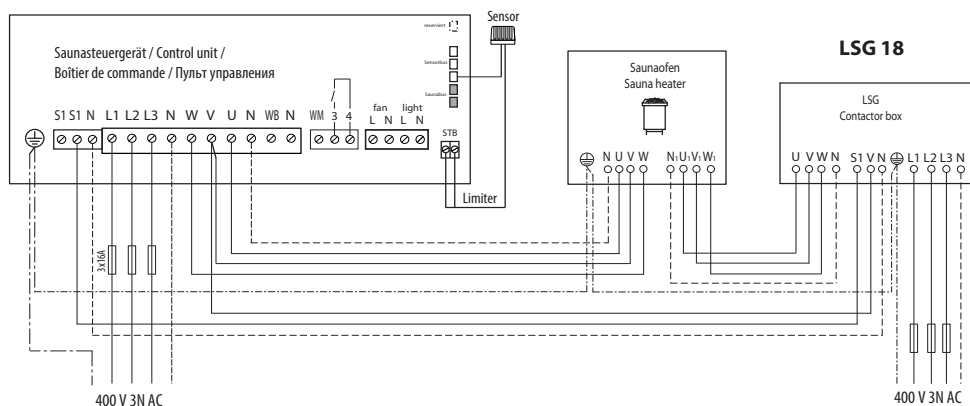 reserviert
Sensor
Saunasteuergerät / Control unit /
Boîtier de commande / Пульт управления
Sensorbus
Saunabus
S1 S1 N L1 L2 L3 N W V U N WB N
WM 3 4
fan light
L N L N
STB
Limiter
Saunaofen
Sauna heater
N U V W
N1 U1 V1 W1
LSG 18
LSG
Contactor box
U V W N
S1 V N
L1 L2 L3 N
3x16A
400 V 3N AC
400 V 3N AC